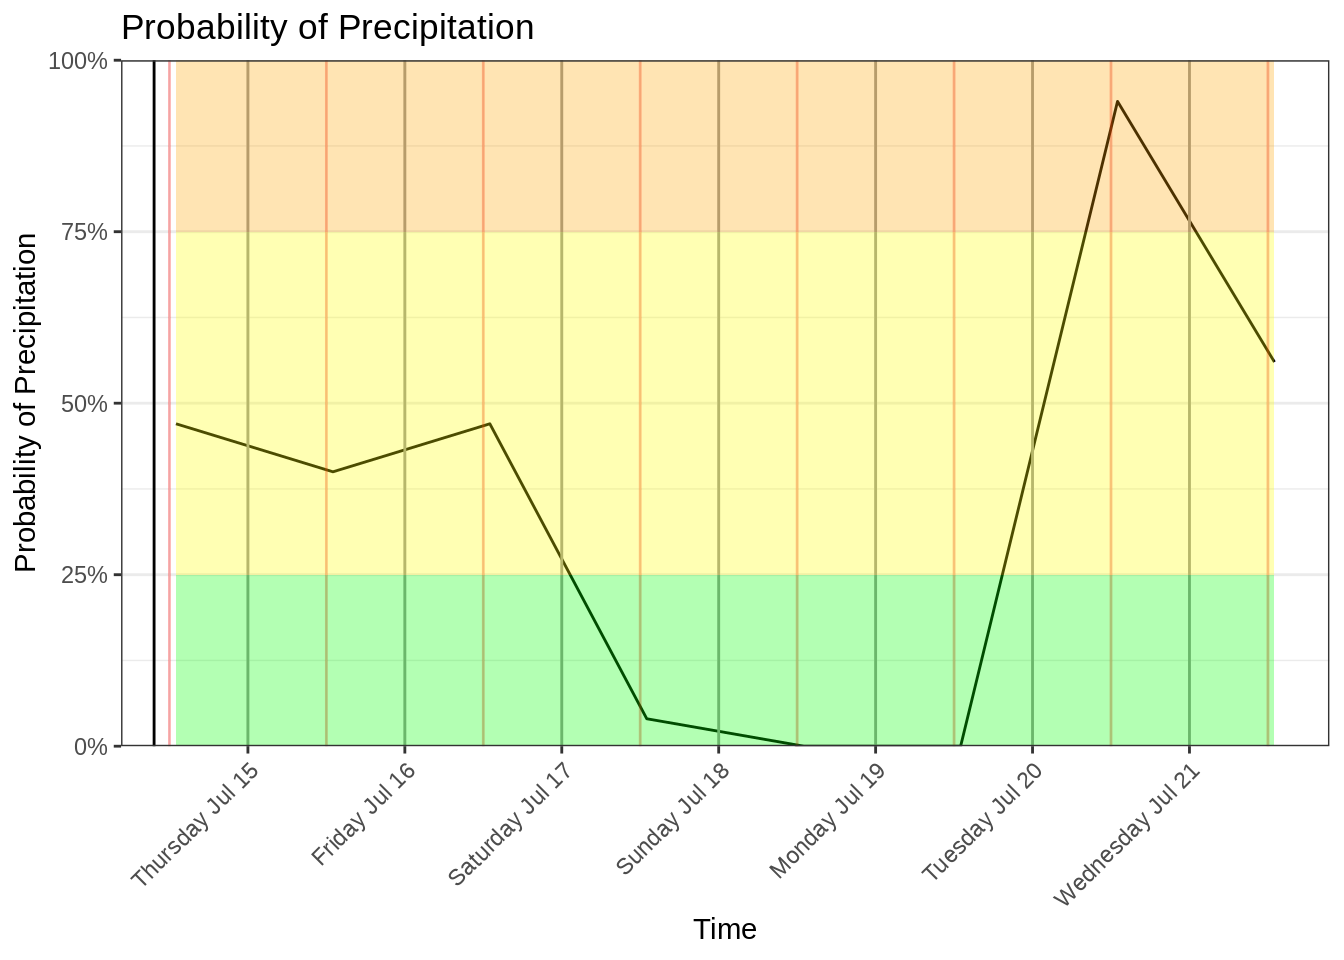 Probability of Precipitation
Probability of Precipitation
100%
75%
50%
25%
0%
Thursday Jul 15
Friday Jul 16
Saturday Jul 17
Sunday Jul 18
Monday Jul 19
Tuesday Jul 20
Wednesday Jul 21
Time